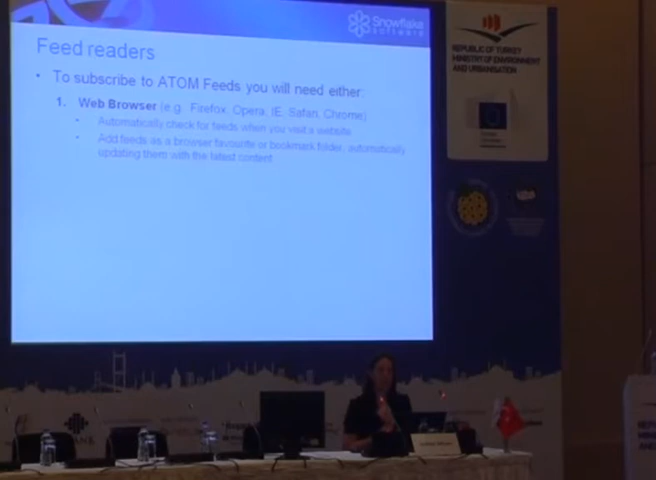 Snowflake
software
Feed readers
• To subscribe to ATOM Feeds you will need either:
1. Web Browser (e.g. Firefox, Opera, IE, Safari, Chrome)
• Automatically check for feeds when you visit a website
• Add feeds as a browser favourite or bookmark folder, automatically
updating them with the latest content
REPUBLIC OF TURKEY
MINISTRY OF ENVIRONMENT
AND URBANISATION